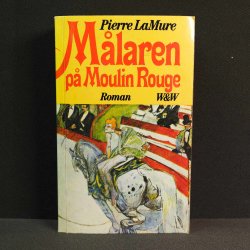 Pierre LaMure
Målaren
på Moulin Rouge
Roman W&W